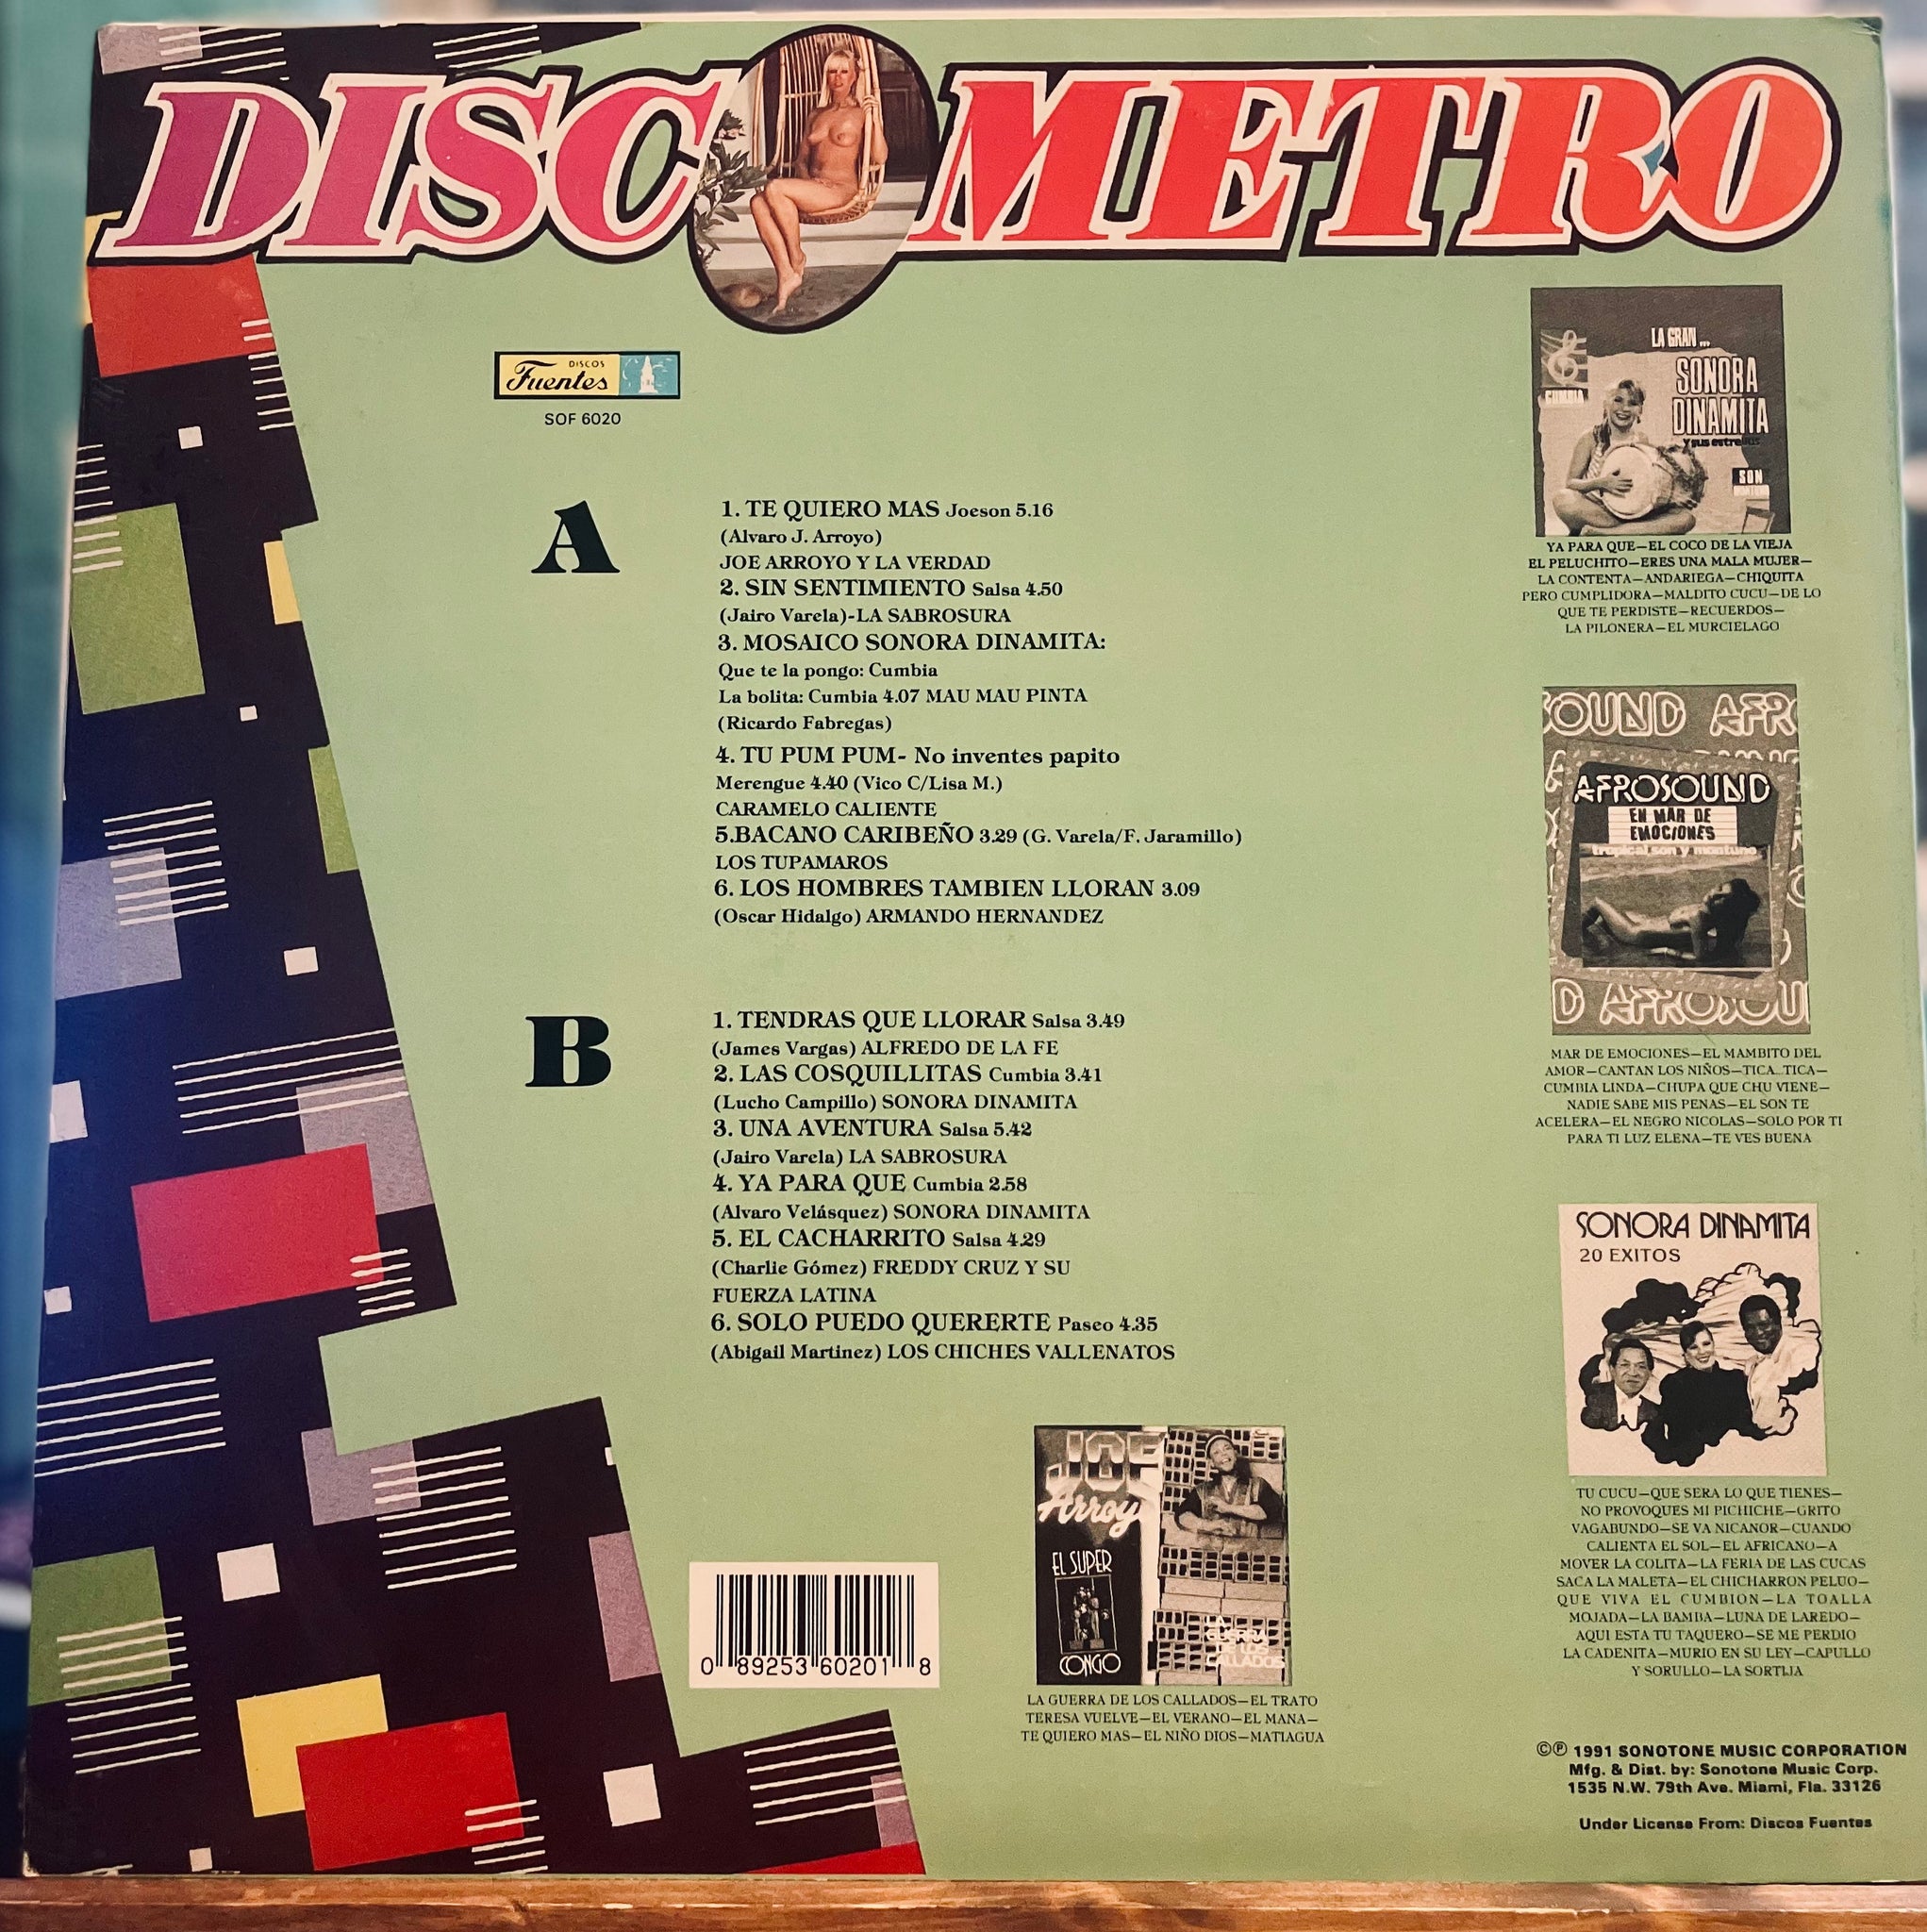 DISCOMETRO
DISCOS
Fuentes
SOF 6020
A
1. TE QUIERO MAS Joeson 5.16
(Alvaro J. Arroyo)
JOE ARROYO Y LA VERDAD
2. SIN SENTIMIENTO Salsa 4.50
(Jairo Varela)-LA SABROSURA
3. MOSAICO SONORA DINAMITA:
Que te la pongo: Cumbia
La bolita: Cumbia 4.07 MAU MAU PINTA
(Ricardo Fabregas)
4. TU PUM PUM- No inventes papito
Merengue 4.40 (Vico C/Lisa M.)
CARAMELO CALIENTE
5.BACANO CARIBEÑO 3.29 (G. Varela/F. Jaramillo)
LOS TUPAMAROS
6. LOS HOMBRES TAMBIEN LLORAN 3.09
(Oscar Hidalgo) ARMANDO HERNANDEZ
B
1. TENDRAS QUE LLORAR Salsa 3.49
(James Vargas) ALFREDO DE LA FE
2. LAS COSQUILLITAS Cumbia 3.41
(Lucho Campillo) SONORA DINAMITA
3. UNA AVENTURA Salsa 5.42
(Jairo Varela) LA SABROSURA
4. YA PARA QUE Cumbia 2.58
(Alvaro Velásquez) SONORA DINAMITA
5. EL CACHARRITO Salsa 4.29
(Charlie Gómez) FREDDY CRUZ Y SU
FUERZA LATINA
6. SOLO PUEDO QUERERTE Paseo 4.35
(Abigail Martinez) LOS CHICHES VALLENATOS
LA GRAN ...
SONORA
DINAMITA
y sus estrellas
CUMBIA
SON
YA PARA QUE—EL COCO DE LA VIEJA
EL PELUCHITO—ERES UNA MALA MUJER—
LA CONTENTA—ANDARIEGA—CHIQUITA
PERO CUMPLIDORA—MALDITO CUCU—DE LO
QUE TE PERDISTE—RECUERDOS—
LA PILONERA—EL MURCIELAGO
SOUND AFR
AFROSOUND
EN MAR DE
EMOCIONES
tropical son y montuno
D AFROSOU
MAR DE EMOCIONES—EL MAMBITO DEL
AMOR—CANTAN LOS NIÑOS—TICA...TICA—
CUMBIA LINDA—CHUPA QUE CHU VIENE—
NADIE SABE MIS PENAS—EL SON TE
ACELERA—EL NEGRO NICOLAS—SOLO POR TI
PARA TI LUZ ELENA—TE VES BUENA
SONORA DINAMITA
20 EXITOS
TU CUCU—QUE SERA LO QUE TIENES—
NO PROVOQUES MI PICHICHE—GRITO
VAGABUNDO—SE VA NICANOR—CUANDO
CALIENTA EL SOL—EL AFRICANO—A
MOVER LA COLITA—LA FERIA DE LAS CUCAS
SACA LA MALETA—EL CHICHARRON PELUO—
QUE VIVA EL CUMBION—LA TOALLA
MOJADA—LA BAMBA—LUNA DE LAREDO—
AQUI ESTA TU TAQUERO—SE ME PERDIO
LA CADENITA—MURIO EN SU LEY—CAPULLO
Y SORULLO—LA SORTIJA
JOE
Arroyo
EL SUPER
CONGO
LA
GUERRA
DE LOS
CALLADOS
LA GUERRA DE LOS CALLADOS—EL TRATO
TERESA VUELVE—EL VERANO—EL MANA—
TE QUIERO MAS—EL NIÑO DIOS—MATIAGUA
0 89253 60201 8
©℗ 1991 SONOTONE MUSIC CORPORATION
Mfg. & Dist. by: Sonotone Music Corp.
1535 N.W. 79th Ave. Miami, Fla. 33126
Under License From: Discos Fuentes